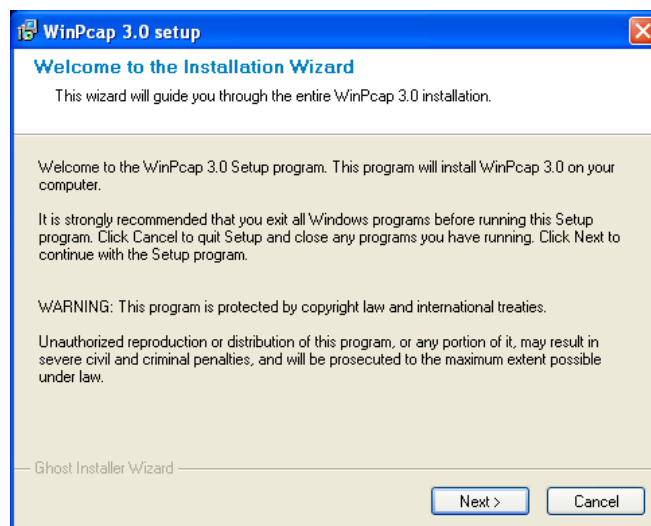 WinPcap 3.0 setup
Welcome to the Installation Wizard
This wizard will guide you through the entire WinPcap 3.0 installation.
Welcome to the WinPcap 3.0 Setup program. This program will install WinPcap 3.0 on your
computer.
It is strongly recommended that you exit all Windows programs before running this Setup
program. Click Cancel to quit Setup and close any programs you have running. Click Next to
continue with the Setup program.
WARNING: This program is protected by copyright law and international treaties.
Unauthorized reproduction or distribution of this program, or any portion of it, may result in
severe civil and criminal penalties, and will be prosecuted to the maximum extent possible
under law.
Ghost Installer Wizard
Next > Cancel